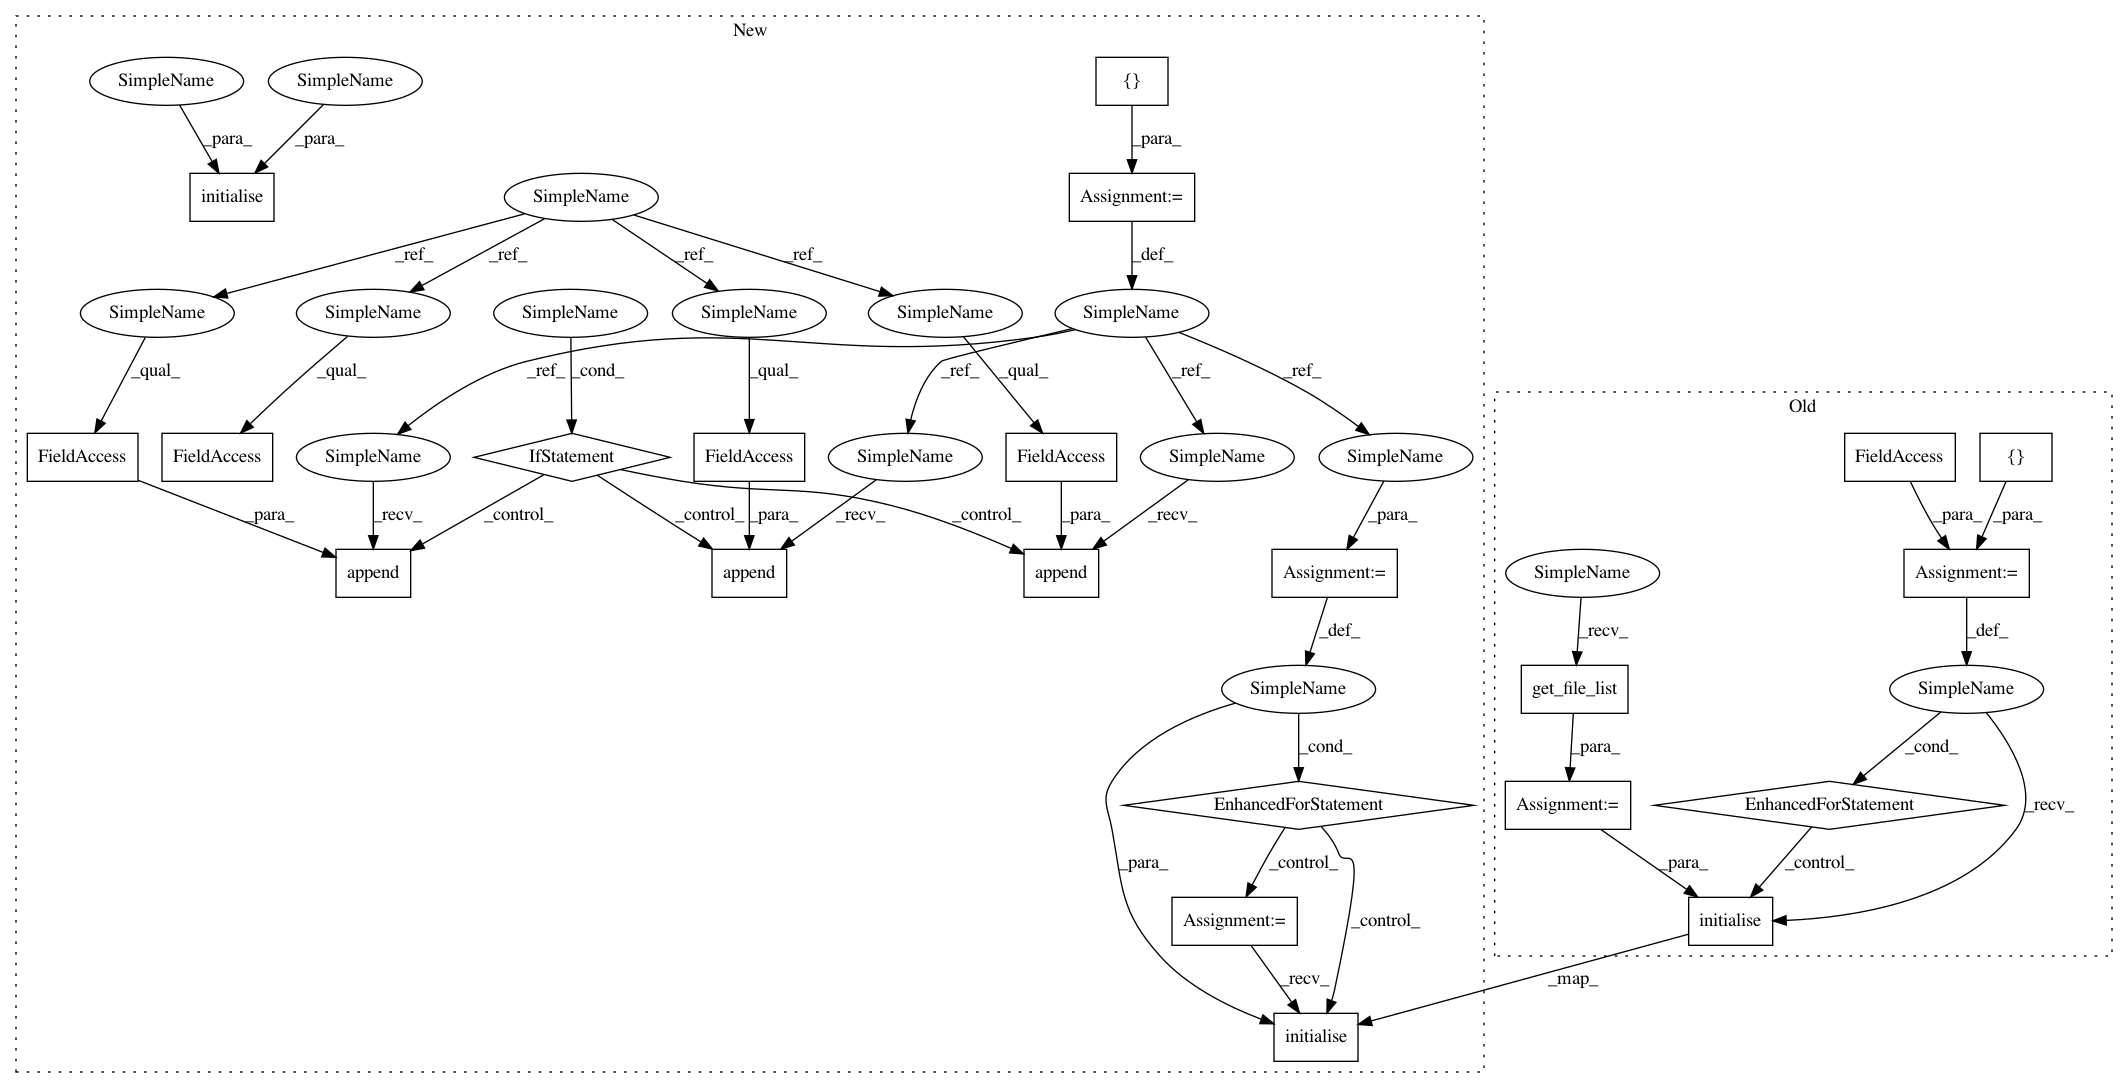 New
SimpleName SimpleName {}
_para_ _para_ _para_
initialise SimpleName Assignment:=
_ref_ _ref_ _ref_ _ref_ _def_
SimpleName SimpleName SimpleName SimpleName SimpleName SimpleName
_qual_ _qual_ _ref_ _cond_ _qual_ _ref_ _qual_ _ref_ _ref_
Old
FieldAccess FieldAccess SimpleName IfStatement FieldAccess SimpleName FieldAccess SimpleName SimpleName FieldAccess {}
_para_ _recv_ _control_ _control_ _para_ _recv_ _control_ _para_ _recv_ _para_ _para_ _para_
append append append Assignment:= SimpleName Assignment:=
_def_ _recv_ _def_
SimpleName get_file_list SimpleName
_cond_ _para_ _cond_
EnhancedForStatement Assignment:= EnhancedForStatement _recv_
_para_ _control_ _para_ _control_
Assignment:= _control_ initialise
_recv_ _map_
initialise